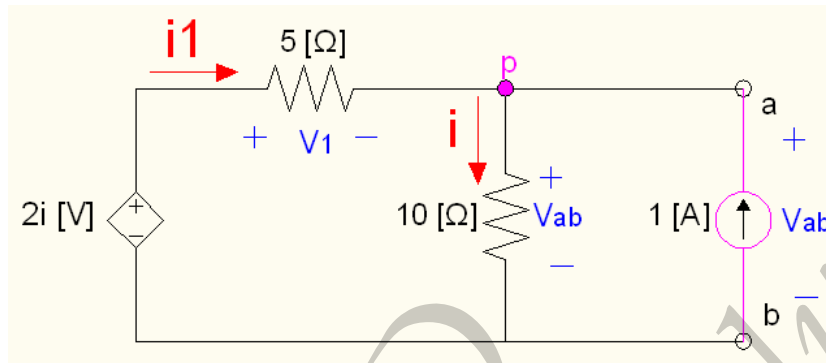 i1
5 [Ω]
p
+ V1 −
i
a
+
2i [V]
+
−
10 [Ω]
+
Vab
−
1 [A]
Vab
−
b